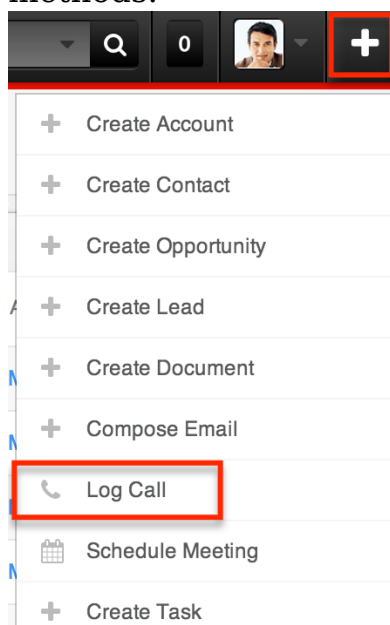 methods:
0
Create Account
Create Contact
Create Opportunity
Create Lead
Create Document
Compose Email
Log Call
Schedule Meeting
Create Task